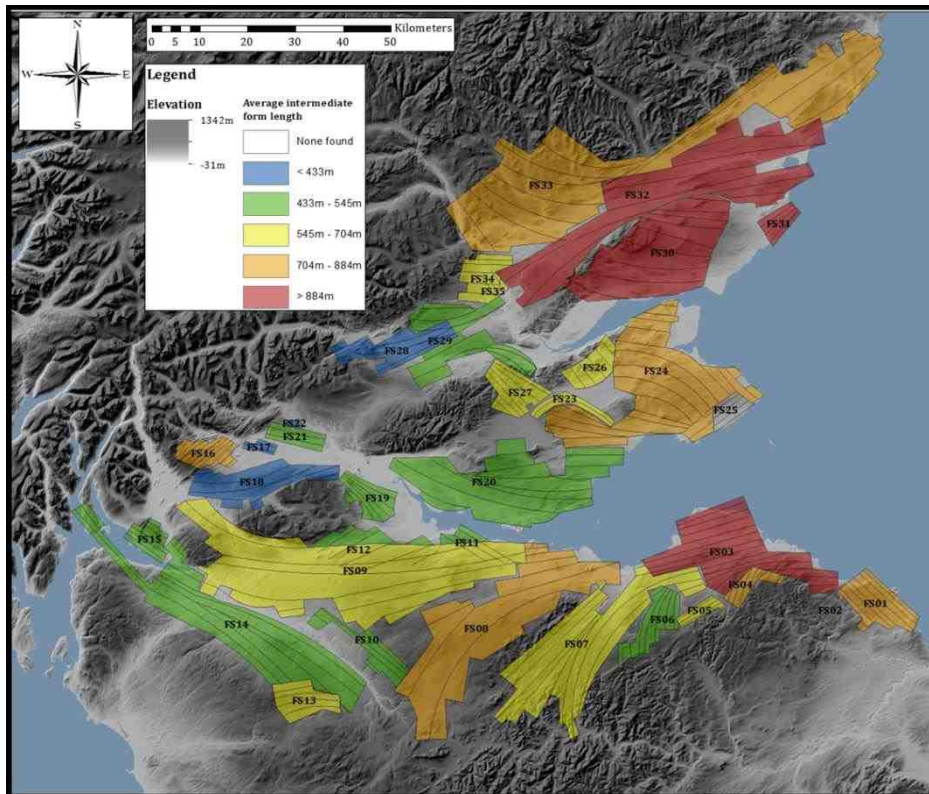 N
W E
S
Kilometers
0 5 10 20 30 40 50
Legend
Elevation
1342m
-31m
Average intermediate
form length
None found
< 433m
433m - 545m
545m - 704m
704m - 884m
> 884m
FS33
FS32
FS31
FS30
FS34
FS35
FS29
FS28
FS26
FS24
FS27
FS23
FS25
FS22
FS21
FS17
FS16
FS18
FS20
FS19
FS15
FS12
FS11
FS09
FS03
FS04
FS02
FS01
FS05
FS06
FS14
FS10
FS08
FS07
FS13